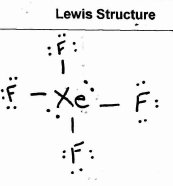 Lewis Structure
:F:
:F - Xe - F:
:F: